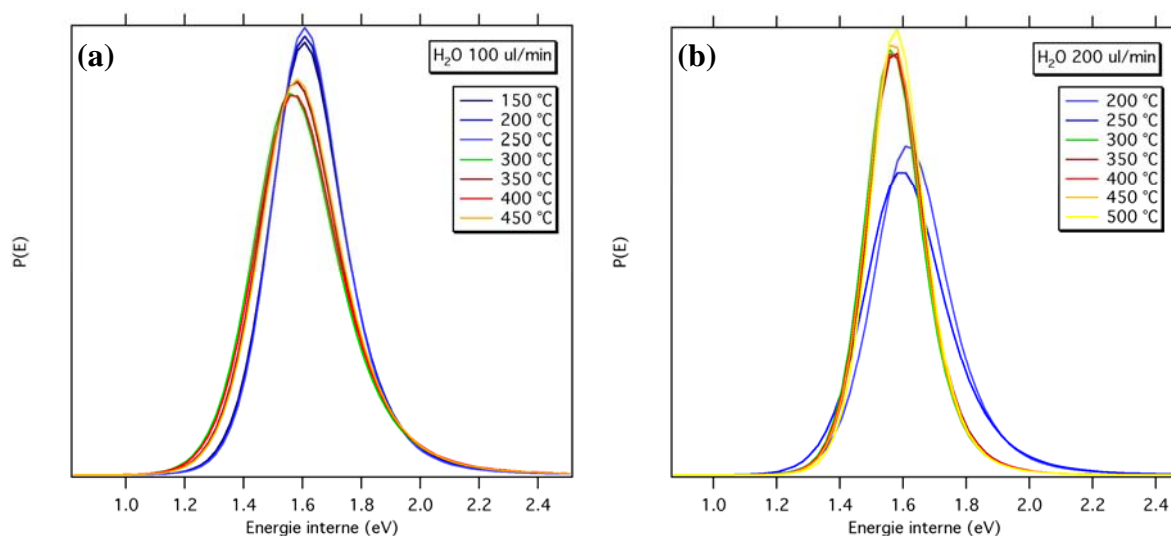 (a)
H2O 100 ul/min
150 °C
200 °C
250 °C
300 °C
350 °C
400 °C
450 °C
P(E)
1.0 1.2 1.4 1.6 1.8 2.0 2.2 2.4
Energie interne (eV)
(b)
H2O 200 ul/min
200 °C
250 °C
300 °C
350 °C
400 °C
450 °C
500 °C
P(E)
1.0 1.2 1.4 1.6 1.8 2.0 2.2 2.4
Energie interne (eV)